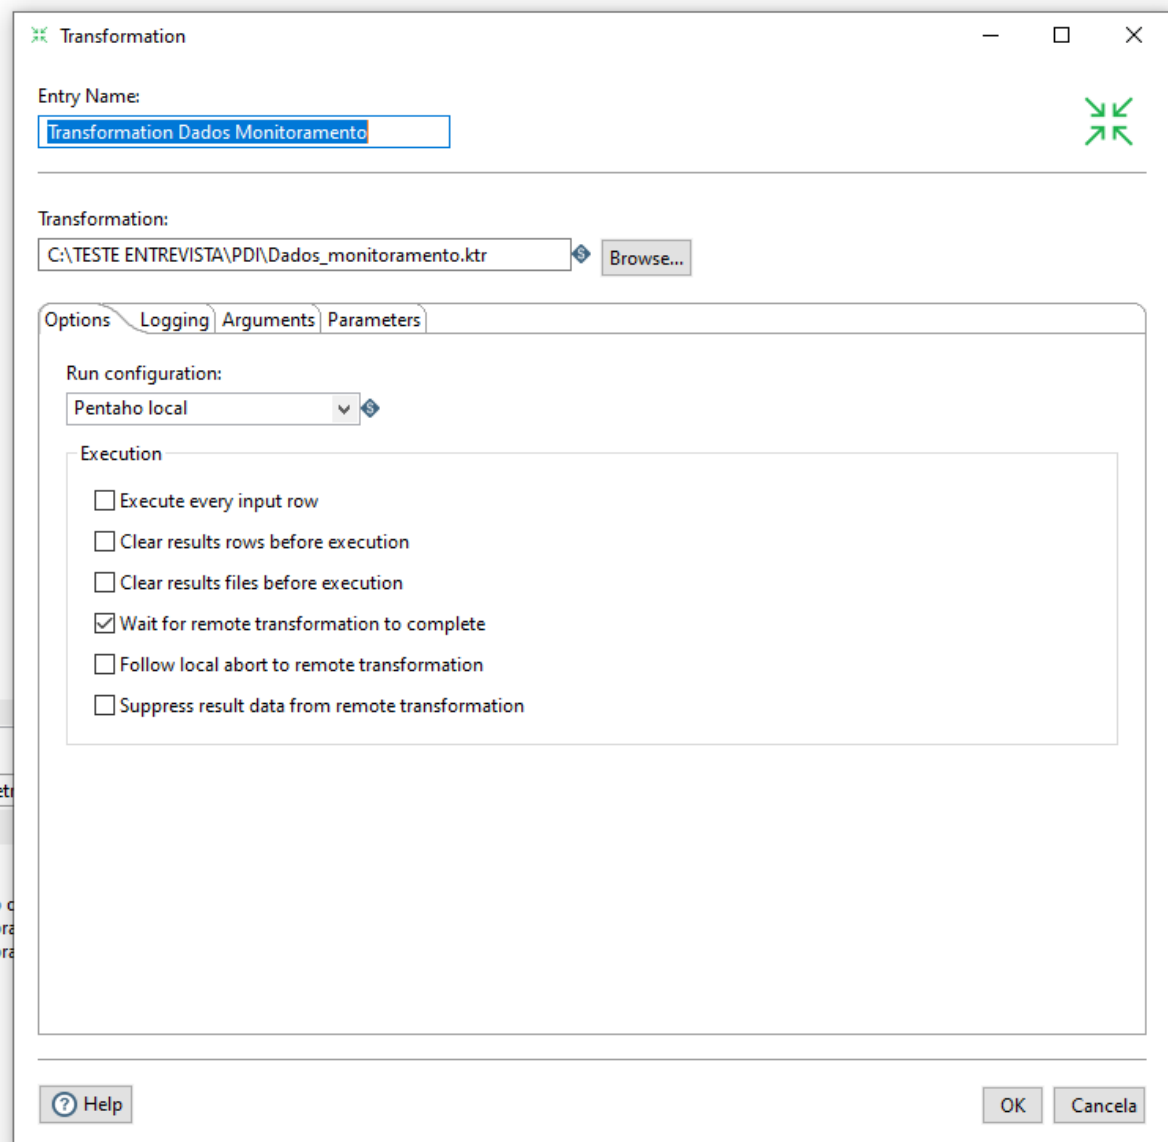 Transformation
Entry Name:
Transformation Dados Monitoramento
Transformation:
C:\TESTE ENTREVISTA\PDI\Dados_monitoramento.ktr
Browse...
Options Logging Arguments Parameters
Run configuration:
Pentaho local
Execution
Execute every input row
Clear results rows before execution
Clear results files before execution
Wait for remote transformation to complete
Follow local abort to remote transformation
Suppress result data from remote transformation
Help
OK
Cancela